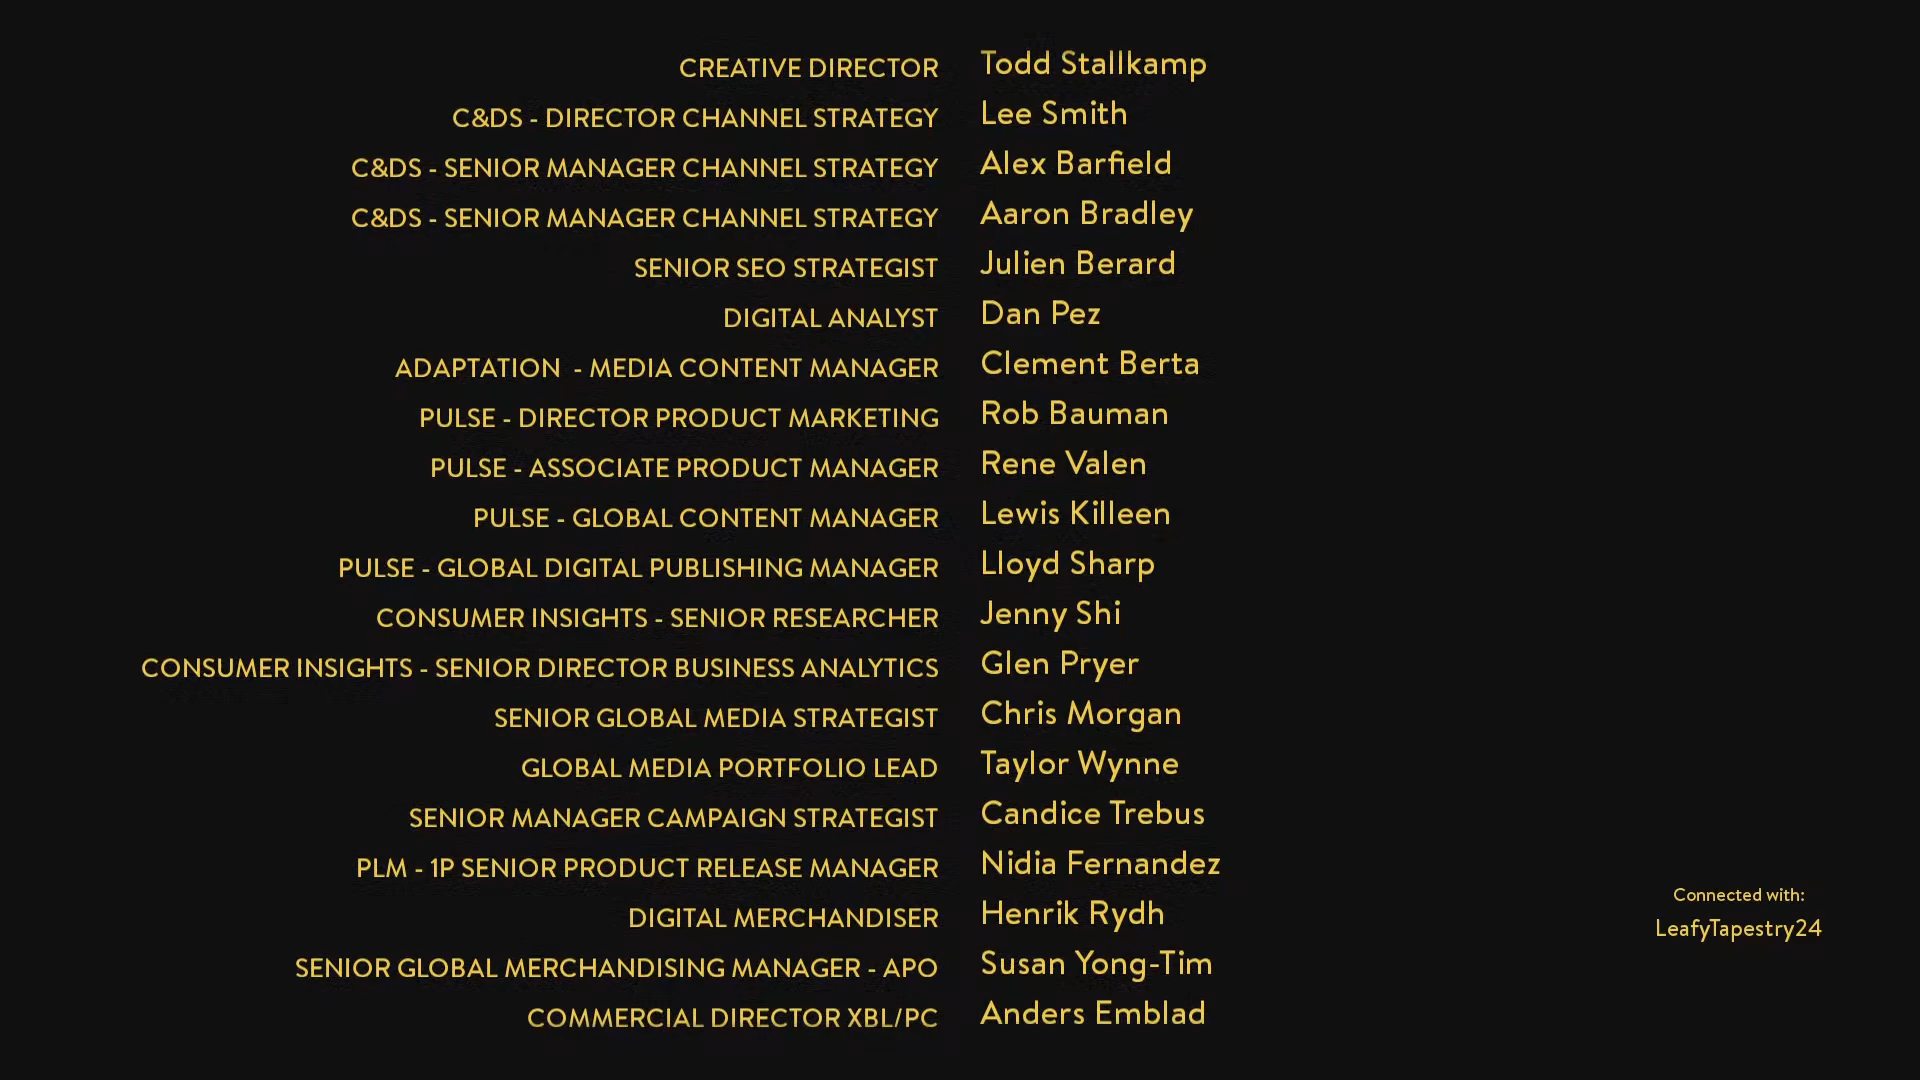 CREATIVE DIRECTOR Todd Stallkamp
C&DS - DIRECTOR CHANNEL STRATEGY Lee Smith
C&DS - SENIOR MANAGER CHANNEL STRATEGY Alex Barfield
C&DS - SENIOR MANAGER CHANNEL STRATEGY Aaron Bradley
SENIOR SEO STRATEGIST Julien Berard
DIGITAL ANALYST Dan Pez
ADAPTATION - MEDIA CONTENT MANAGER Clement Berta
PULSE - DIRECTOR PRODUCT MARKETING Rob Bauman
PULSE - ASSOCIATE PRODUCT MANAGER Rene Valen
PULSE - GLOBAL CONTENT MANAGER Lewis Killeen
PULSE - GLOBAL DIGITAL PUBLISHING MANAGER Lloyd Sharp
CONSUMER INSIGHTS - SENIOR RESEARCHER Jenny Shi
CONSUMER INSIGHTS - SENIOR DIRECTOR BUSINESS ANALYTICS Glen Pryer
SENIOR GLOBAL MEDIA STRATEGIST Chris Morgan
GLOBAL MEDIA PORTFOLIO LEAD Taylor Wynne
SENIOR MANAGER CAMPAIGN STRATEGIST Candice Trebus
PLM - 1P SENIOR PRODUCT RELEASE MANAGER Nidia Fernandez
DIGITAL MERCHANDISER Henrik Rydh
SENIOR GLOBAL MERCHANDISING MANAGER - APO Susan Yong-Tim
COMMERCIAL DIRECTOR XBL/PC Anders Emblad
Connected with:
LeafyTapestry24